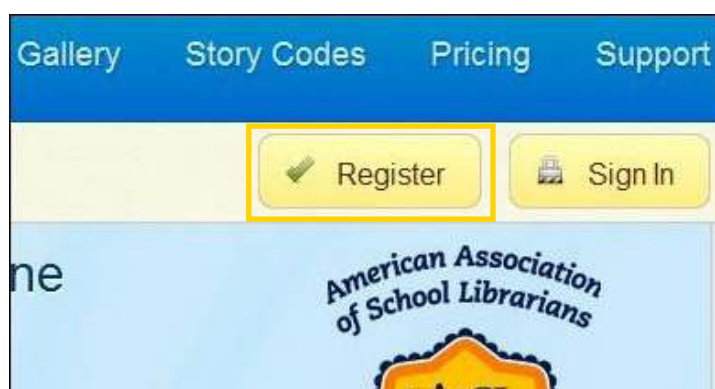 Gallery Story Codes Pricing Support
Register Sign In
ne
American Association
of School Librarians